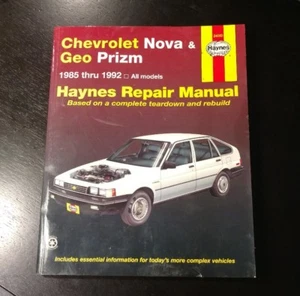 Chevrolet Nova &
Geo Prizm
1985 thru 1992 □ All models
Haynes Repair Manual
Based on a complete teardown and rebuild
Haynes
Includes essential information for today's more complex vehicles